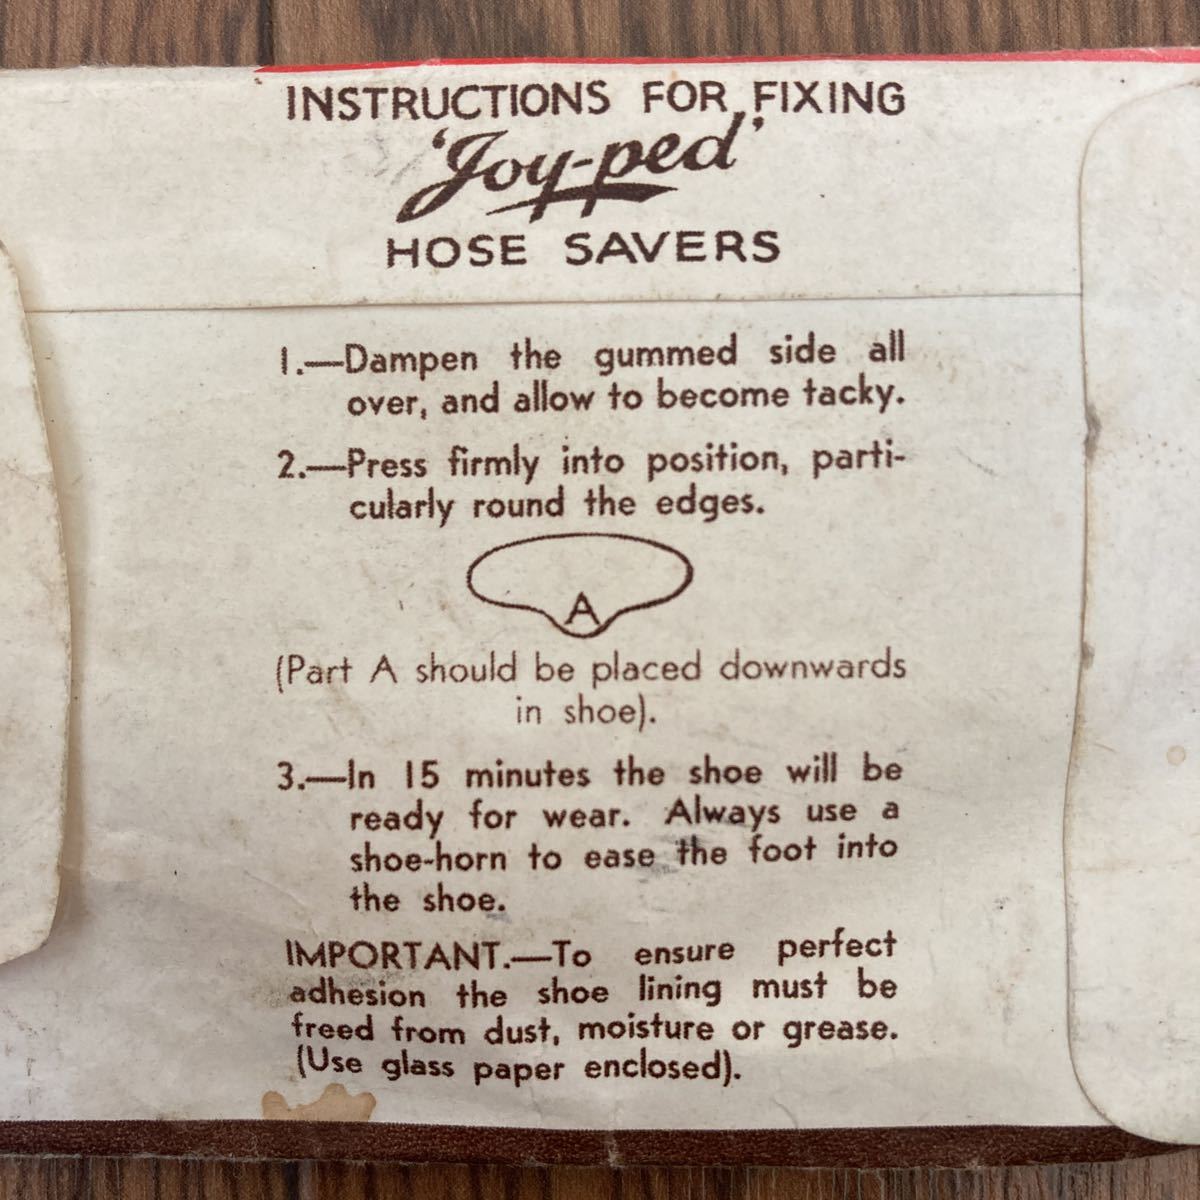 INSTRUCTIONS FOR FIXING
'Joy-ped'
HOSE SAVERS
1.—Dampen the gummed side all
over, and allow to become tacky.
2.—Press firmly into position, parti-
cularly round the edges.
A
(Part A should be placed downwards
in shoe).
3.—In 15 minutes the shoe will be
ready for wear. Always use a
shoe-horn to ease the foot into
the shoe.
IMPORTANT.—To ensure perfect
adhesion the shoe lining must be
freed from dust, moisture or grease.
(Use glass paper enclosed).